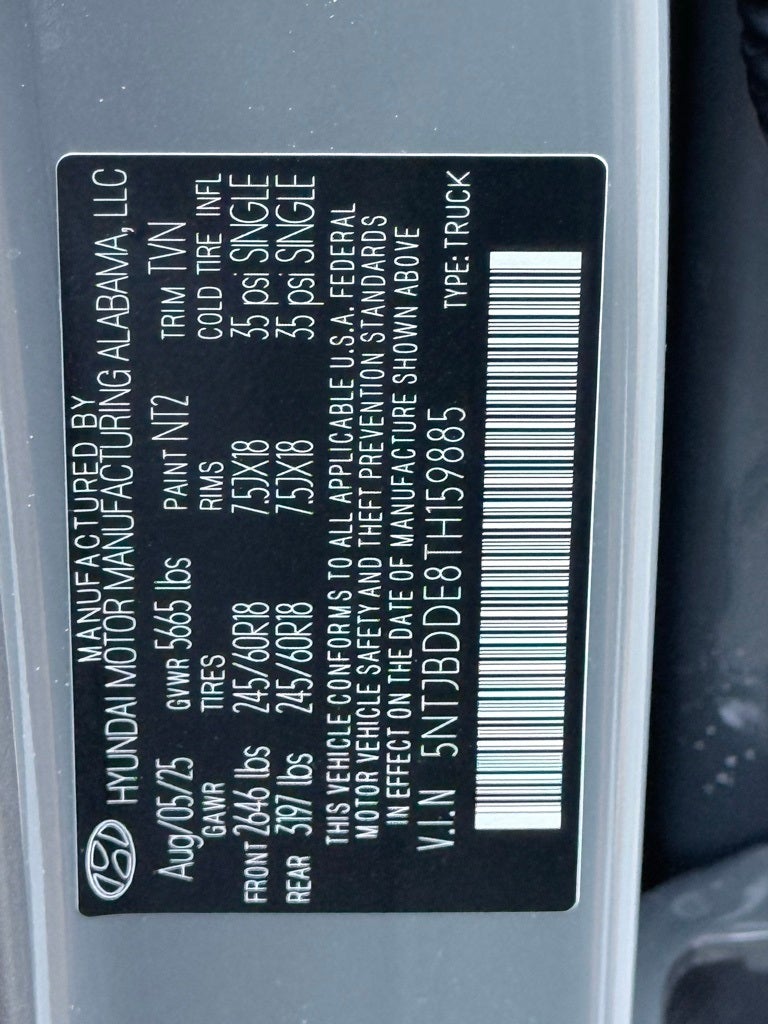 MANUFACTURED BY
HYUNDAI MOTOR MANUFACTURING ALABAMA, LLC
Aug/05/25 GVWR 5665 lbs PAINT NT2 TRIM TVN
GAWR TIRES RIMS COLD TIRE INFL
FRONT 2646 lbs 245/60R18 7.5JX18 35 psi SINGLE
REAR 3197 lbs 245/60R18 7.5JX18 35 psi SINGLE
THIS VEHICLE CONFORMS TO ALL APPLICABLE U.S.A. FEDERAL
MOTOR VEHICLE SAFETY AND THEFT PREVENTION STANDARDS
IN EFFECT ON THE DATE OF MANUFACTURE SHOWN ABOVE
V.I.N 5NTJBDDE8TH159885 TYPE: TRUCK